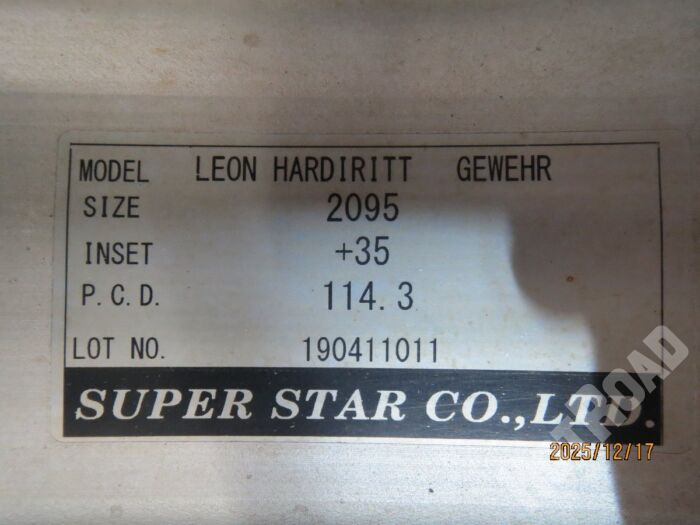 MODEL LEON HARDIRITT GEWEHR
SIZE 2095
INSET +35
P.C.D. 114.3
LOT NO. 190411011
SUPER STAR CO.,LTD.
UPROAD
2025/12/17